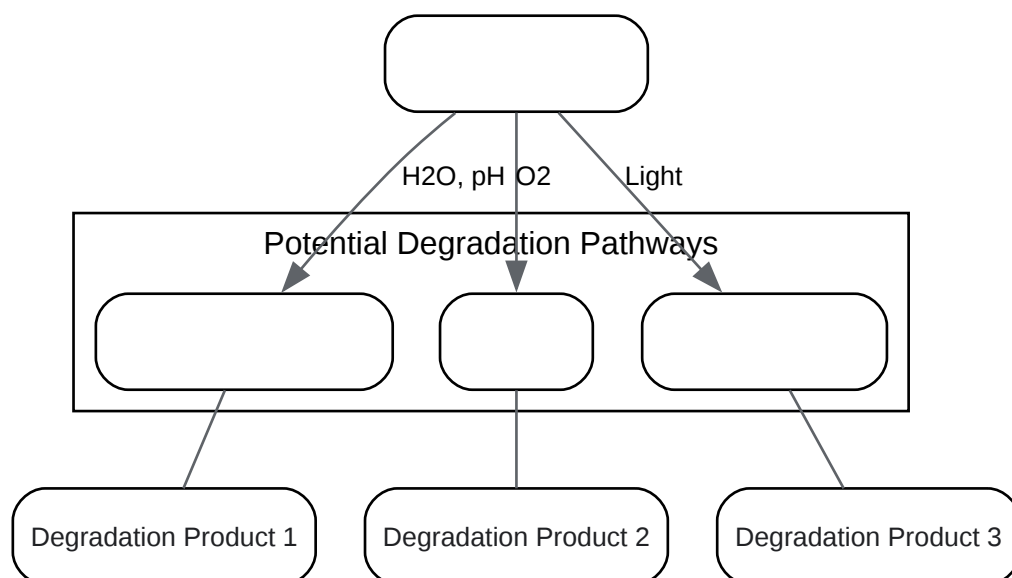 H2O, pH
O2
Light
Potential Degradation Pathways
Degradation Product 1
Degradation Product 2
Degradation Product 3